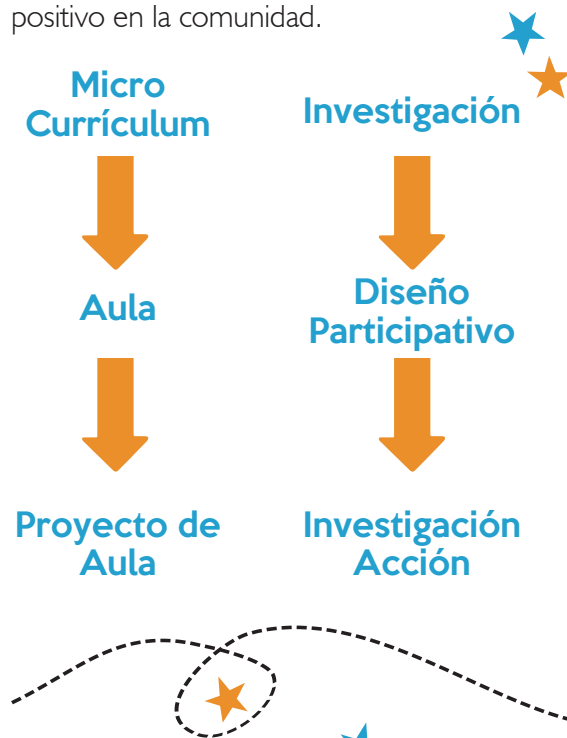 positivo en la comunidad.
Micro
Currículum
Aula
Proyecto de
Aula
Investigación
Diseño
Participativo
Investigación
Acción